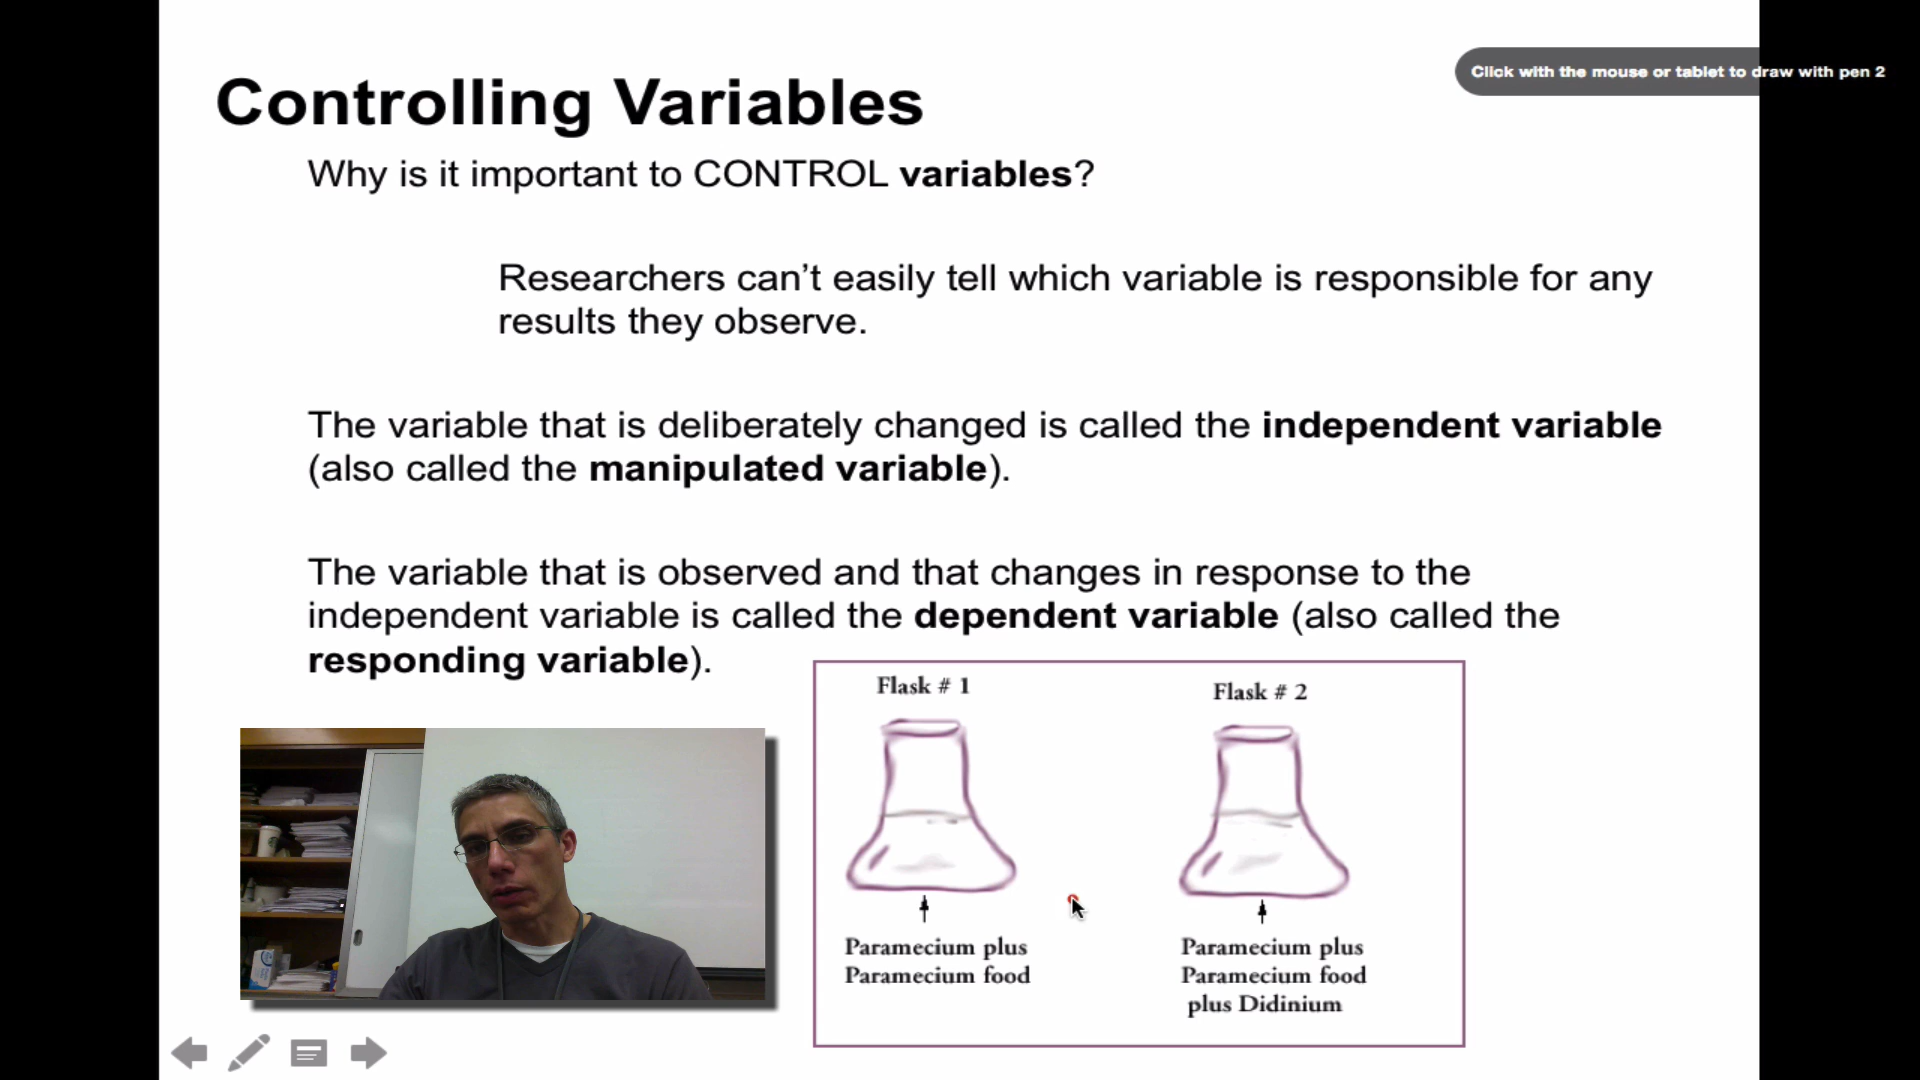 Click with the mouse or tablet to draw with pen 2
Controlling Variables
Why is it important to CONTROL variables?
Researchers can’t easily tell which variable is responsible for any
results they observe.
The variable that is deliberately changed is called the independent variable
(also called the manipulated variable).
The variable that is observed and that changes in response to the
independent variable is called the dependent variable (also called the
responding variable).
Flask # 1
Flask # 2
Paramecium plus
Paramecium food
Paramecium plus
Paramecium food
plus Didinium